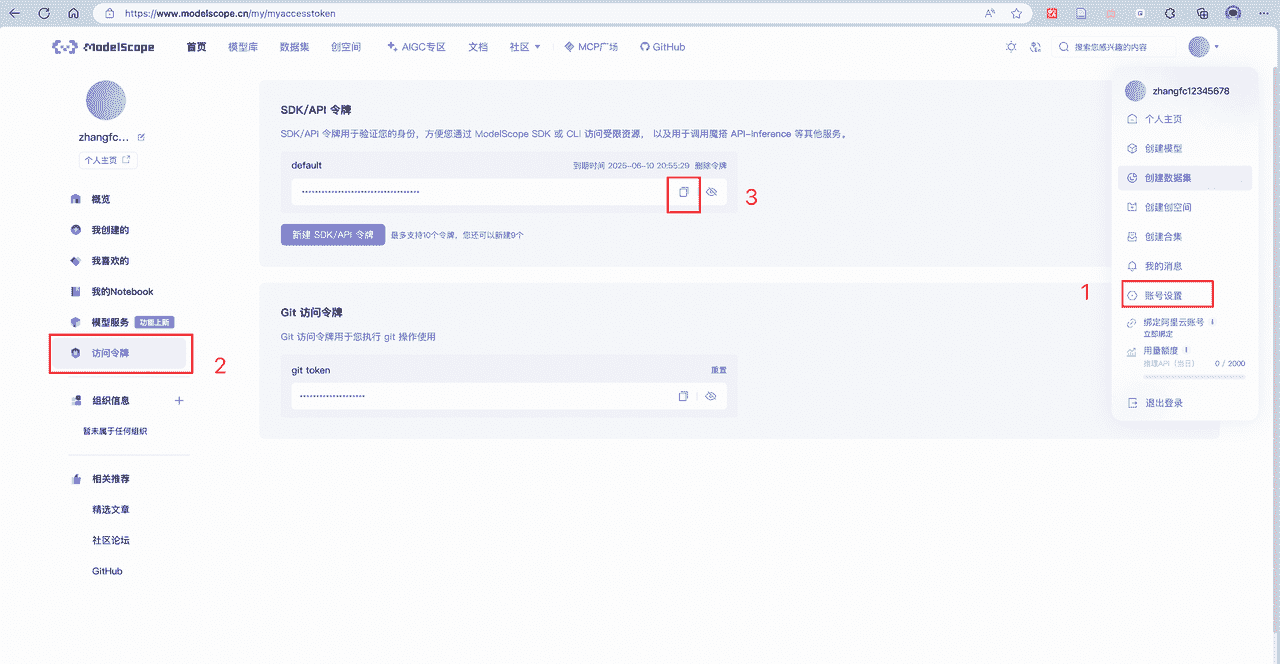 https://www.modelscope.cn/my/myaccesstoken
ModelScope 首页 模型库 数据集 创空间 AIGC专区 文档 社区 MCP广场 GitHub 搜索您感兴趣的内容
zhangfc...
个人主页
概览
我创建的
我喜欢的
我的Notebook
模型服务 功能上新
访问令牌
2
组织信息 +
暂未属于任何组织
相关推荐
精选文章
社区论坛
GitHub
SDK/API 令牌
SDK/API 令牌用于验证您的身份，方便您通过 ModelScope SDK 或 CLI 访问受限资源， 以及用于调用魔搭 API-Inference 等其他服务。
default 到期时间 2025-06-10 20:55:29 删除令牌
••••••••••••••••••••••••••••••••••••
3
新建 SDK/API 令牌 最多支持10个令牌，您还可以新建9个
Git 访问令牌
Git 访问令牌用于您执行 git 操作使用
git token 重置
••••••••••••••••••••
zhangfc12345678
个人主页
创建模型
创建数据集
创建创空间
创建合集
我的消息
1
账号设置
绑定阿里云账号
立即绑定
用量额度
推理API（当日） 0 / 2000
退出登录